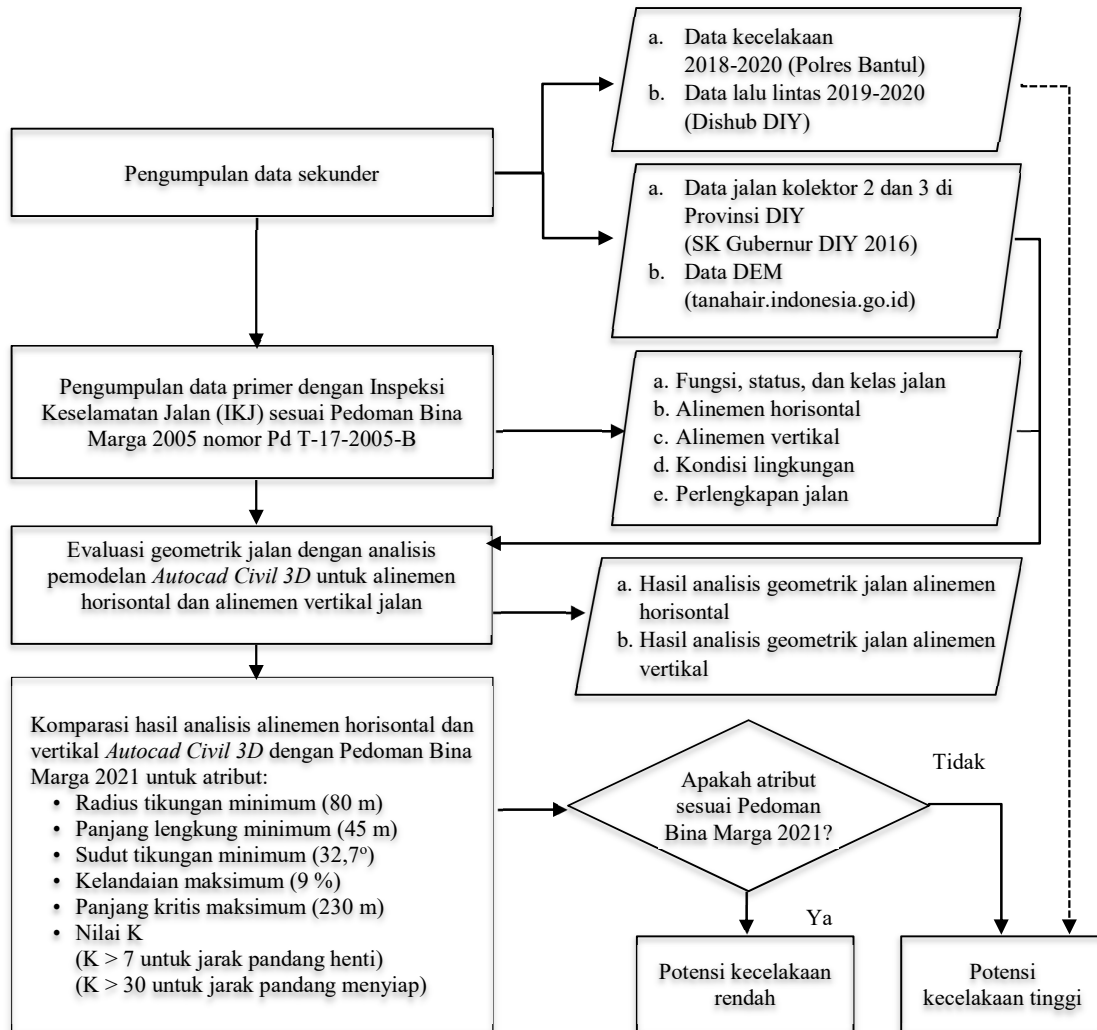 a. Data kecelakaan
2018-2020 (Polres Bantul)
b. Data lalu lintas 2019-2020
(Dishub DIY)
Pengumpulan data sekunder
a. Data jalan kolektor 2 dan 3 di
Provinsi DIY
(SK Gubernur DIY 2016)
b. Data DEM
(tanahair.indonesia.go.id)
Pengumpulan data primer dengan Inspeksi
Keselamatan Jalan (IKJ) sesuai Pedoman Bina
Marga 2005 nomor Pd T-17-2005-B
a. Fungsi, status, dan kelas jalan
b. Alinemen horisontal
c. Alinemen vertikal
d. Kondisi lingkungan
e. Perlengkapan jalan
Evaluasi geometrik jalan dengan analisis
pemodelan Autocad Civil 3D untuk alinemen
horisontal dan alinemen vertikal jalan
a. Hasil analisis geometrik jalan alinemen
horisontal
b. Hasil analisis geometrik jalan alinemen
vertikal
Komparasi hasil analisis alinemen horisontal dan
vertikal Autocad Civil 3D dengan Pedoman Bina
Marga 2021 untuk atribut:
• Radius tikungan minimum (80 m)
• Panjang lengkung minimum (45 m)
• Sudut tikungan minimum (32,7º)
• Kelandaian maksimum (9 %)
• Panjang kritis maksimum (230 m)
• Nilai K
(K > 7 untuk jarak pandang henti)
(K > 30 untuk jarak pandang menyiap)
Apakah atribut
sesuai Pedoman
Bina Marga 2021?
Tidak
Ya
Potensi kecelakaan
rendah
Potensi
kecelakaan tinggi